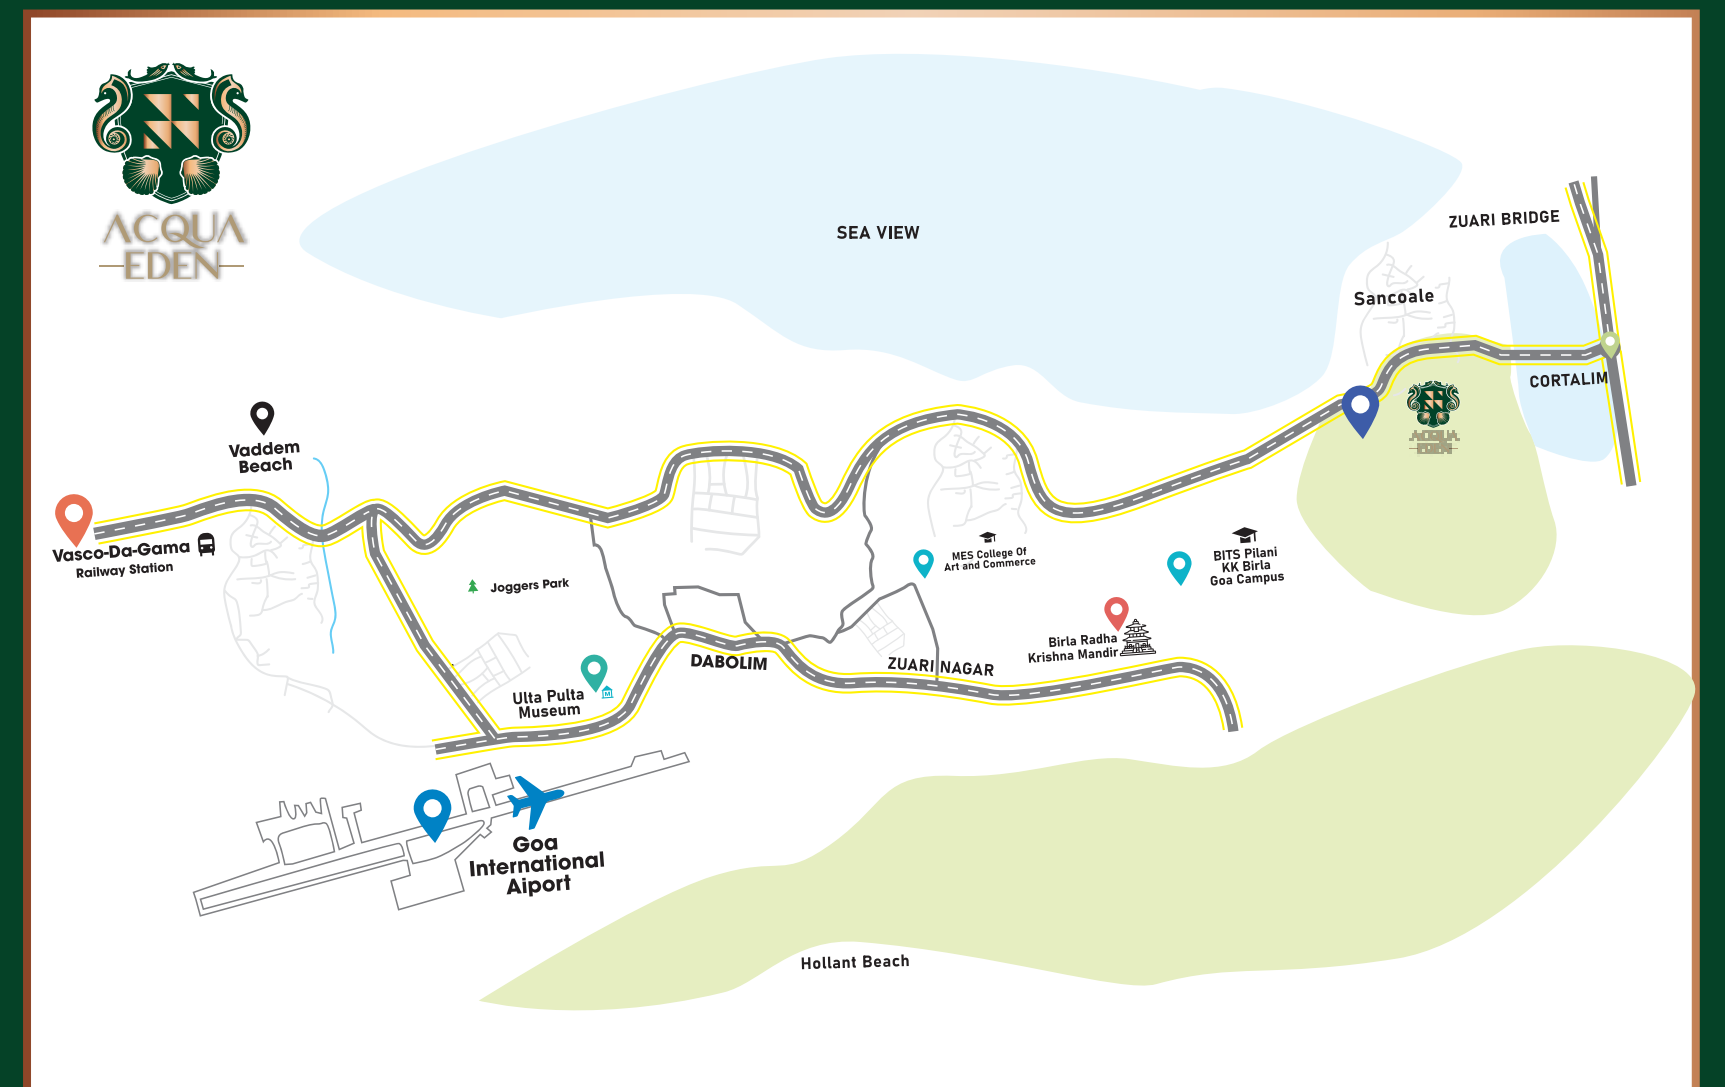 ACQUA
EDEN
SEA VIEW
ZUARI BRIDGE
Sancoale
CORTALIM
Vaddem
Beach
Vasco-Da-Gama
Railway Station
Joggers Park
MES College Of
Art and Commerce
BITS Pilani
KK Birla
Goa Campus
Birla Radha
Krishna Mandir
DABOLIM
ZUARI NAGAR
Ulta Pulta
Museum
M
Goa
International
Aiport
Hollant Beach